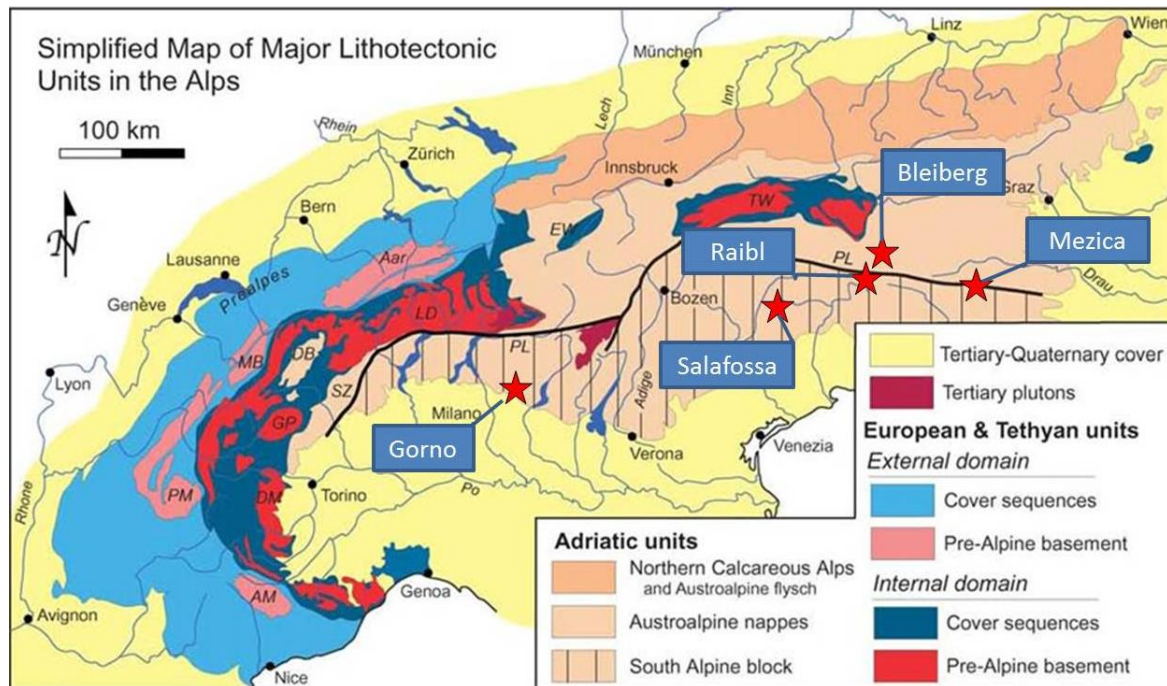 Simplified Map of Major Lithotectonic
Units in the Alps
100 km
N
Linz
Wien
München
Lech
Inn
Rhein
Zürich
Innsbruck
Bleiberg
Graz
Bern
EW
TW
Raibl
Mezica
Lausanne
Prealpes
Aar
PL
Drau
Genève
Bozen
LD
MB
DB
PL
Salafossa
Lyon
SZ
Adige
Milano
GP
Gorno
Verona
Venezia
PM
DM
Torino
Po
Rhone
Genoa
AM
Avignon
Nice
Tertiary-Quaternary cover
Tertiary plutons
European & Tethyan units
External domain
Cover sequences
Pre-Alpine basement
Internal domain
Cover sequences
Pre-Alpine basement
Adriatic units
Northern Calcareous Alps
and Austroalpine flysch
Austroalpine nappes
South Alpine block